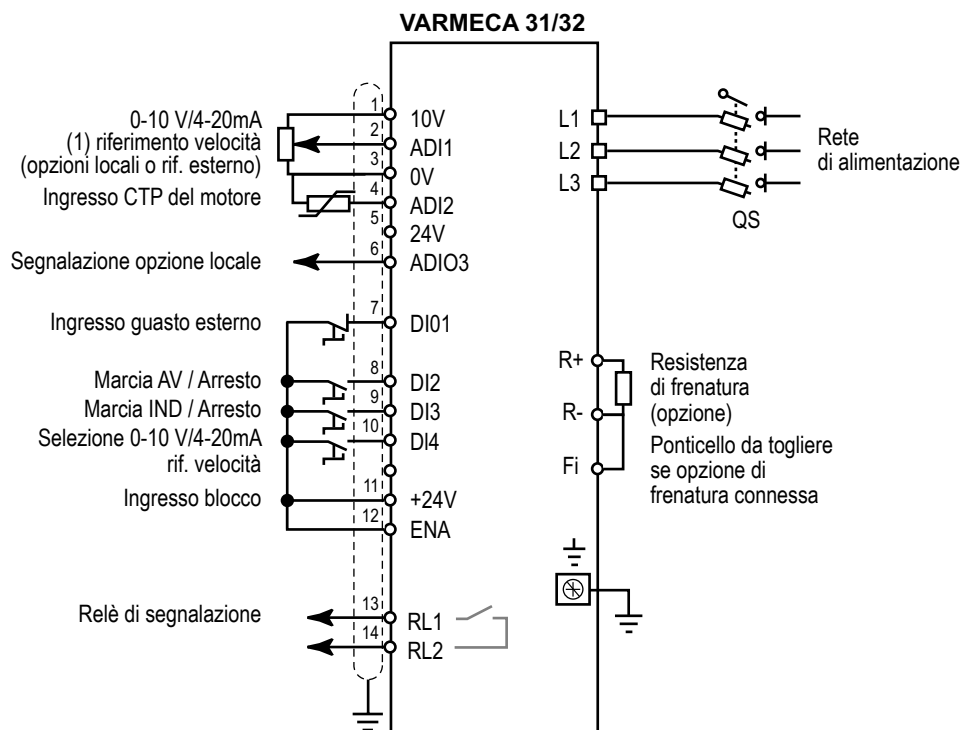 VARMECA 31/32
0-10 V/4-20mA
(1) riferimento velocità
(opzioni locali o rif. esterno)
Ingresso CTP del motore
Segnalazione opzione locale
Ingresso guasto esterno
Marcia AV / Arresto
Marcia IND / Arresto
Selezione 0-10 V/4-20mA
rif. velocità
Ingresso blocco
Relè di segnalazione
1
2
3
4
5
6
7
8
9
10
11
12
13
14
10V
ADI1
0V
ADI2
24V
ADIO3
DI01
DI2
DI3
DI4
+24V
ENA
RL1
RL2
L1
L2
L3
QS
Rete
di alimentazione
R+
R-
Fi
Resistenza
di frenatura
(opzione)
Ponticello da togliere
se opzione di
frenatura connessa